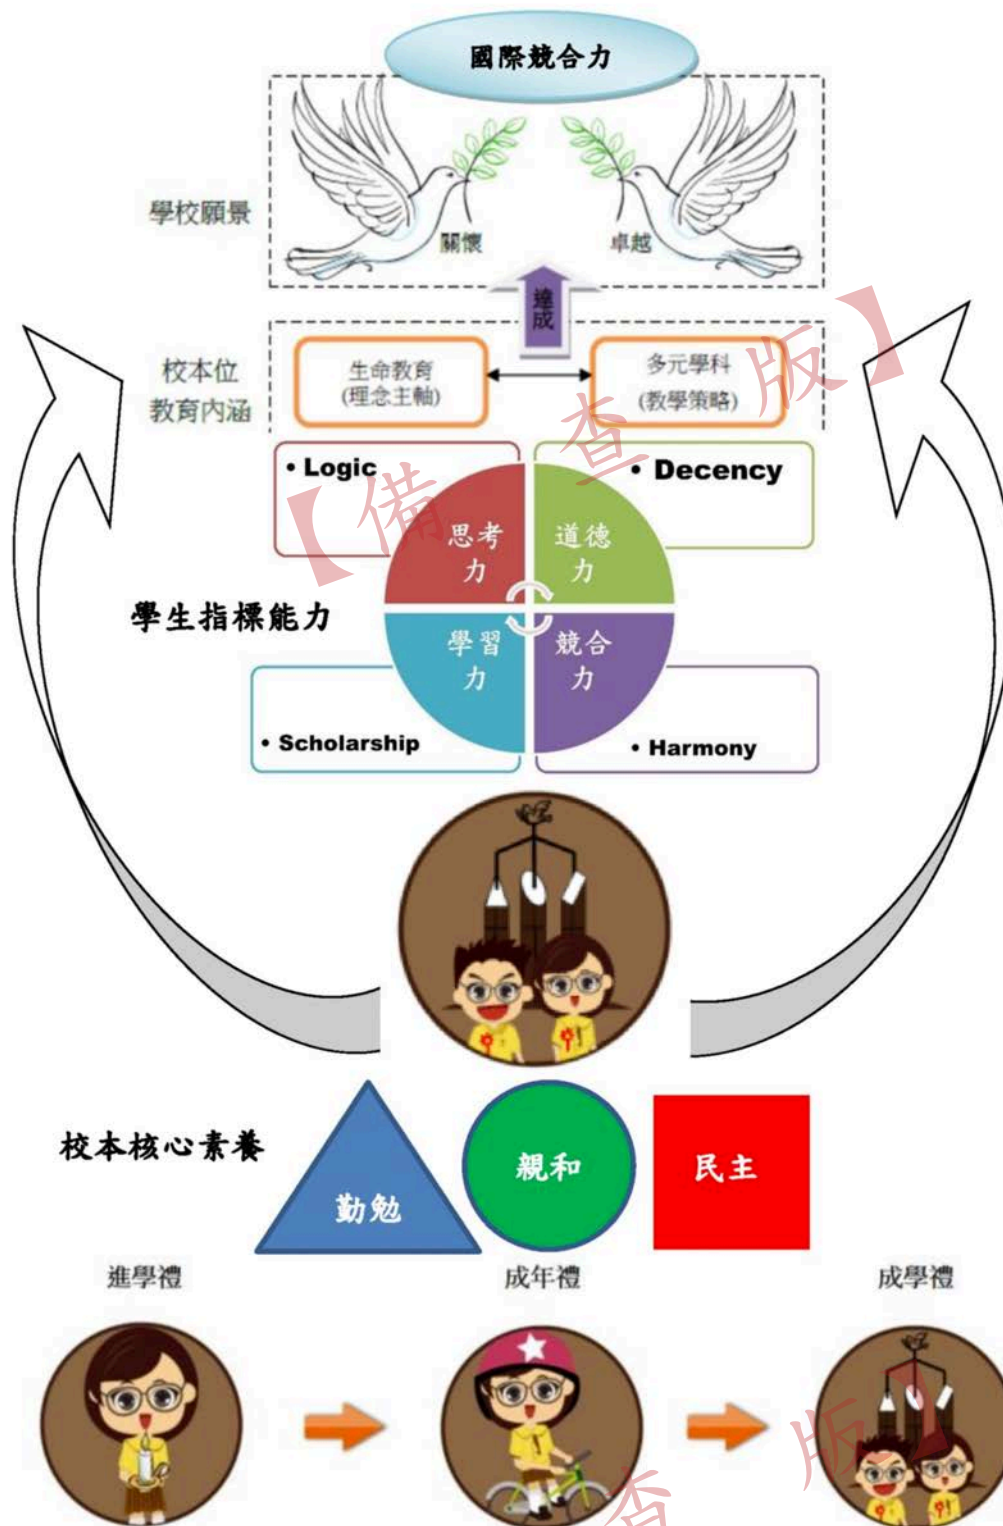 國際競合力
學校願景
關懷
卓越
達成
校本位
教育內涵
生命教育
(理念主軸)
多元學科
(教學策略)
• Logic
• Decency
思考
力
道德
力
學生指標能力
學習
力
競合
力
• Scholarship
• Harmony
校本核心素養
勤勉
親和
民主
進學禮
成年禮
成學禮
【備查版】
查版】